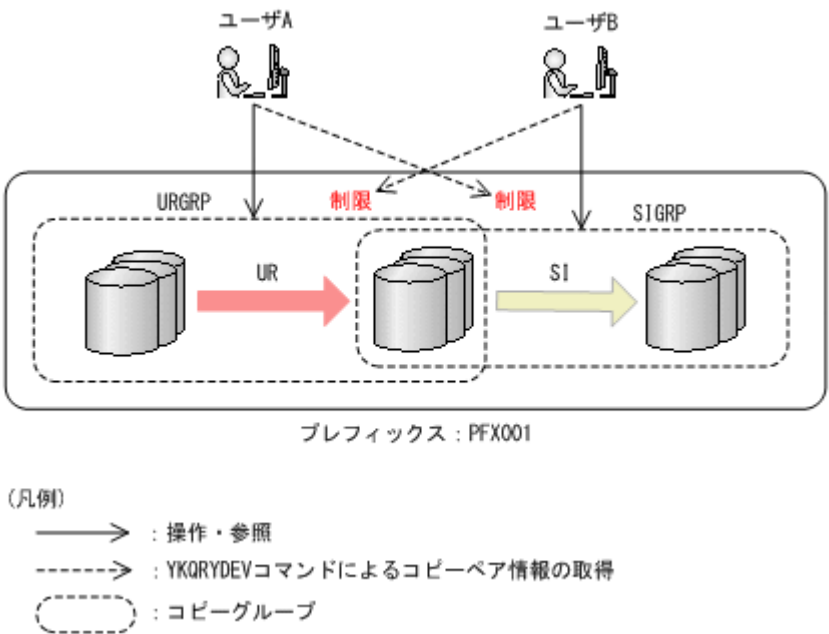 ユーザA
ユーザB
URGRP
制限
制限
SIGRP
UR
SI
プレフィックス：PFX001
(凡例)
：操作・参照
：YKQRYDEVコマンドによるコピーペア情報の取得
：コピーグループ